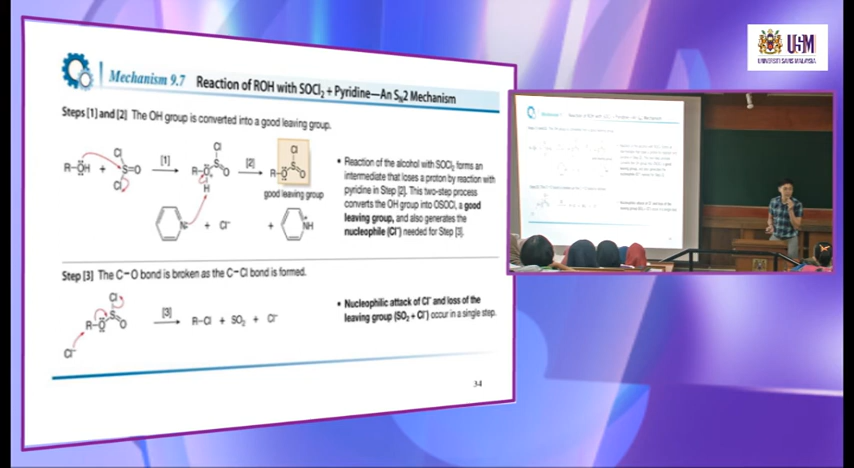 USM
UNIVERSITI SAINS MALAYSIA
Mechanism 9.7 Reaction of ROH with SOCl₂ + Pyridine—An Sɴ2 Mechanism
Steps [1] and [2] The OH group is converted into a good leaving group.
R-ÖH + Cl S=O Cl [1] R-O Cl S O H [2] R-O Cl S O
good leaving group
N: + Cl⁻ + NH
• Reaction of the alcohol with SOCl₂ forms an
intermediate that loses a proton by reaction with
pyridine in Step [2]. This two-step process
converts the OH group into OSOCl, a good
leaving group, and also generates the
nucleophile (Cl⁻) needed for Step [3].
Step [3] The C–O bond is broken as the C–Cl bond is formed.
Cl⁻ R-O Cl S O [3] R-Cl + SO₂ + Cl⁻
• Nucleophilic attack of Cl⁻ and loss of the
leaving group (SO₂ + Cl⁻) occur in a single step.
34